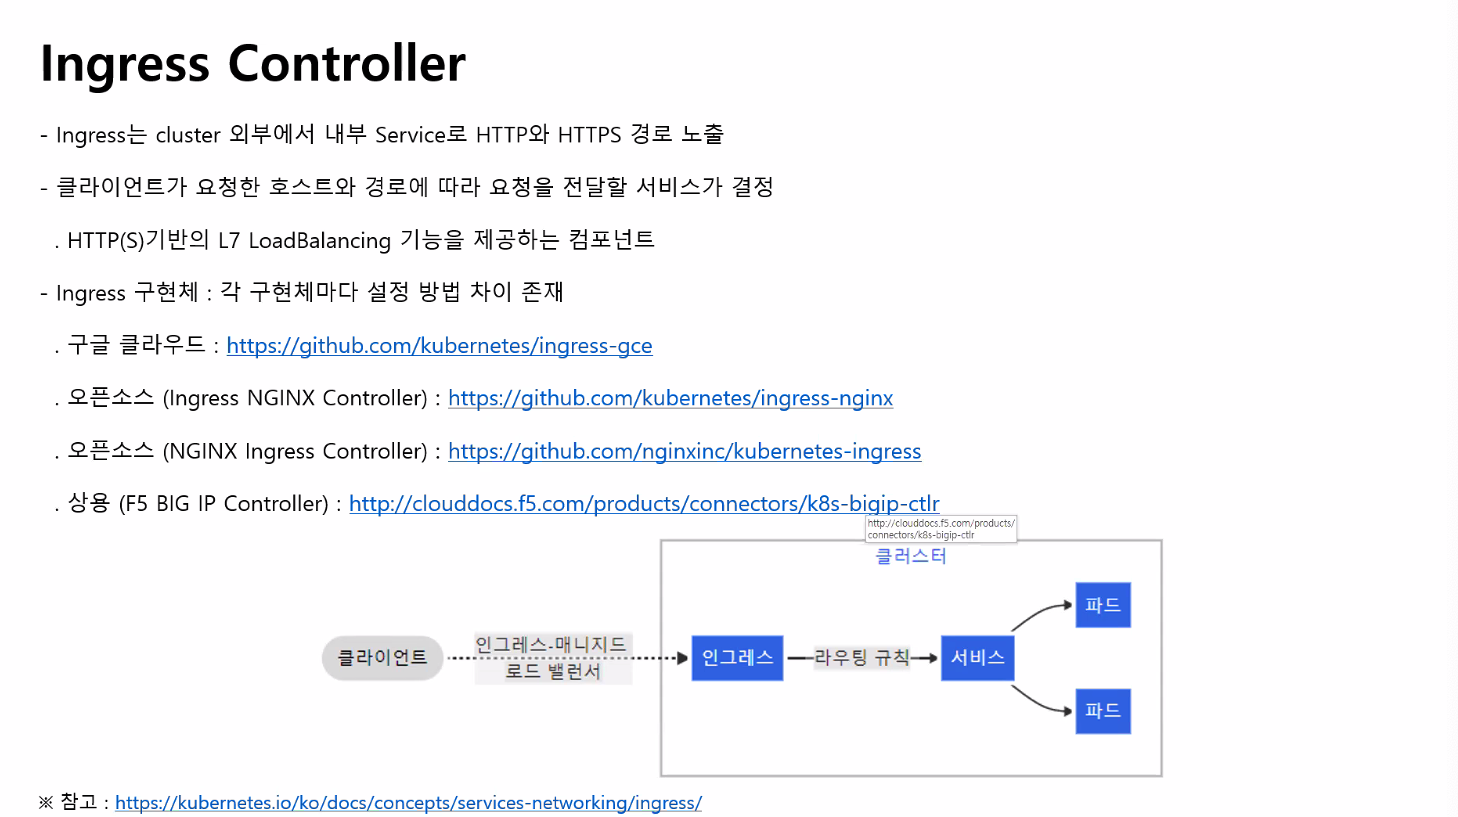 Ingress Controller
- Ingress는 cluster 외부에서 내부 Service로 HTTP와 HTTPS 경로 노출
- 클라이언트가 요청한 호스트와 경로에 따라 요청을 전달할 서비스가 결정
. HTTP(S)기반의 L7 LoadBalancing 기능을 제공하는 컴포넌트
- Ingress 구현체 : 각 구현체마다 설정 방법 차이 존재
. 구글 클라우드 : https://github.com/kubernetes/ingress-gce
. 오픈소스 (Ingress NGINX Controller) : https://github.com/kubernetes/ingress-nginx
. 오픈소스 (NGINX Ingress Controller) : https://github.com/nginxinc/kubernetes-ingress
. 상용 (F5 BIG IP Controller) : http://clouddocs.f5.com/products/connectors/k8s-bigip-ctlr
http://clouddocs.f5.com/products/
connectors/k8s-bigip-ctlr
클러스터
클라이언트
인그레스-매니지드
로드 밸런서
인그레스
라우팅 규칙
서비스
파드
파드
※ 참고 : https://kubernetes.io/ko/docs/concepts/services-networking/ingress/